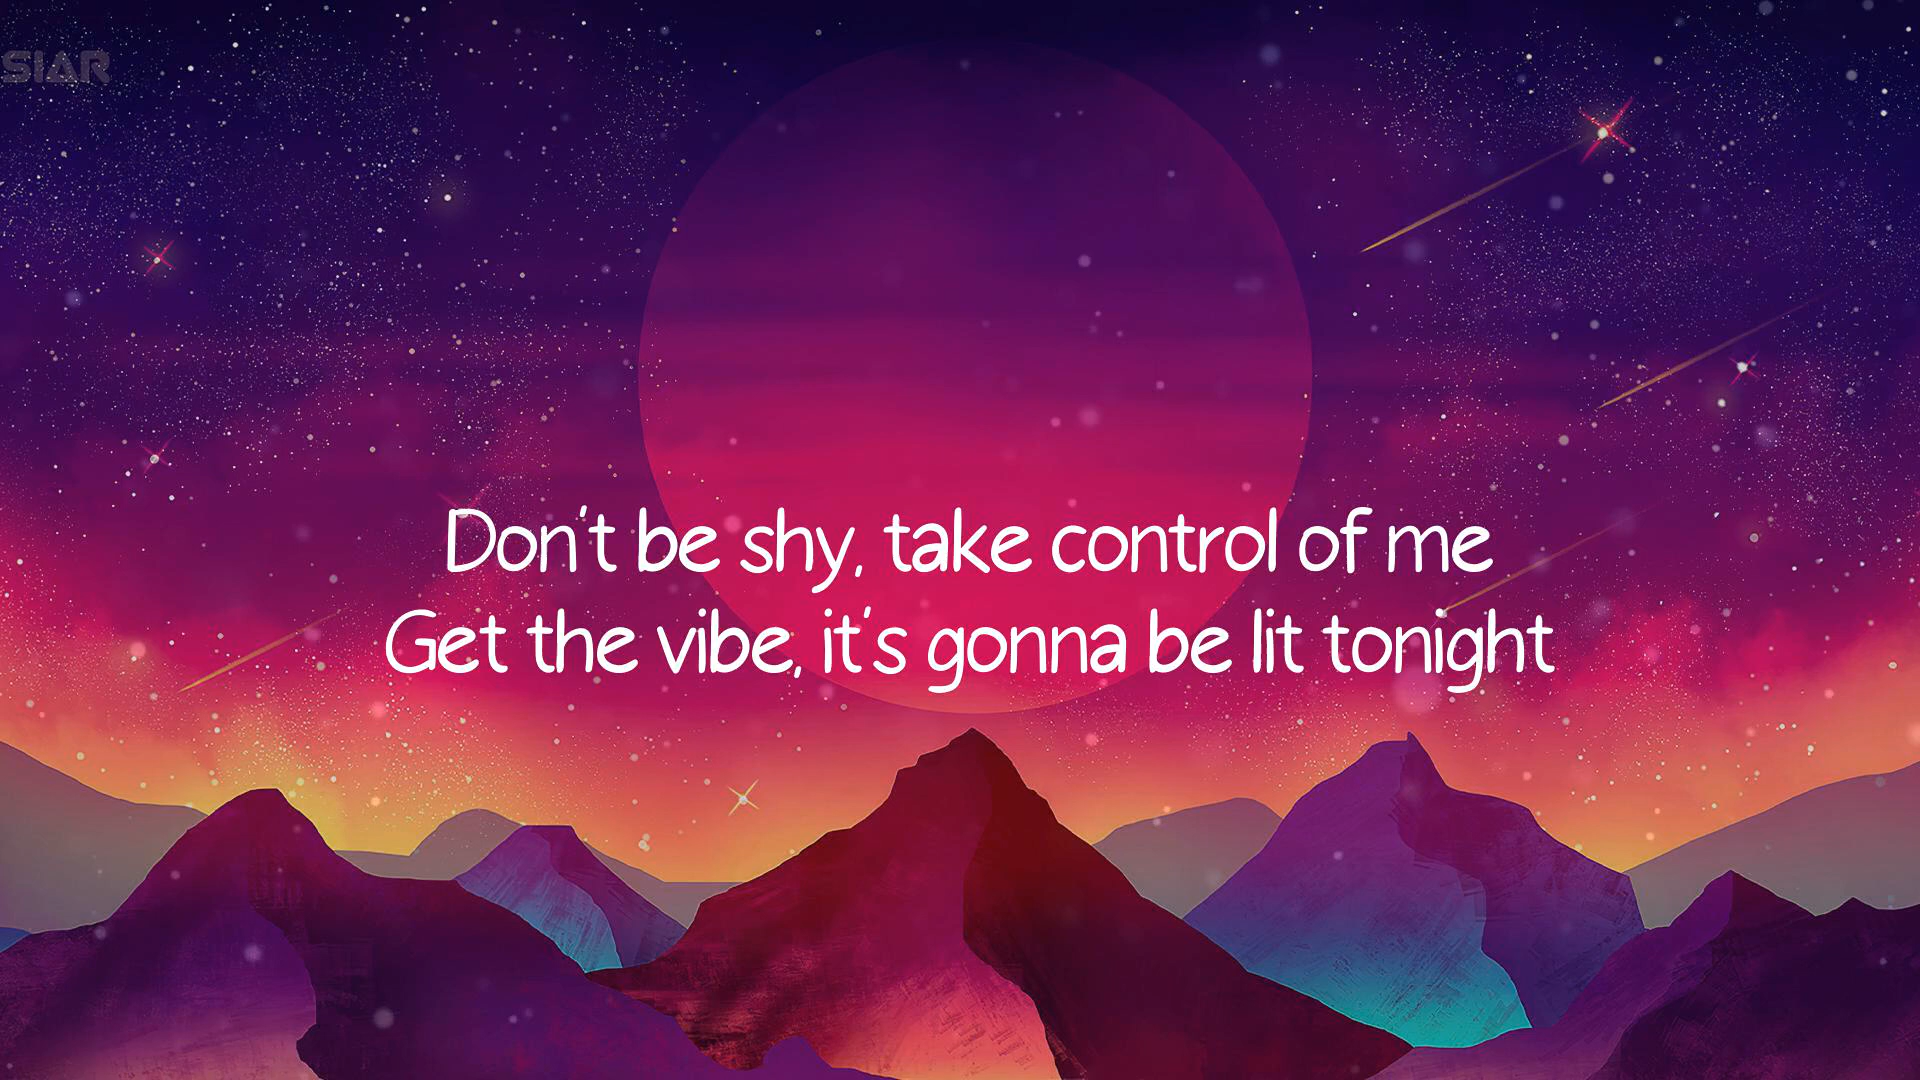 SIAR
Don't be shy, take control of me
Get the vibe, it's gonna be lit tonight